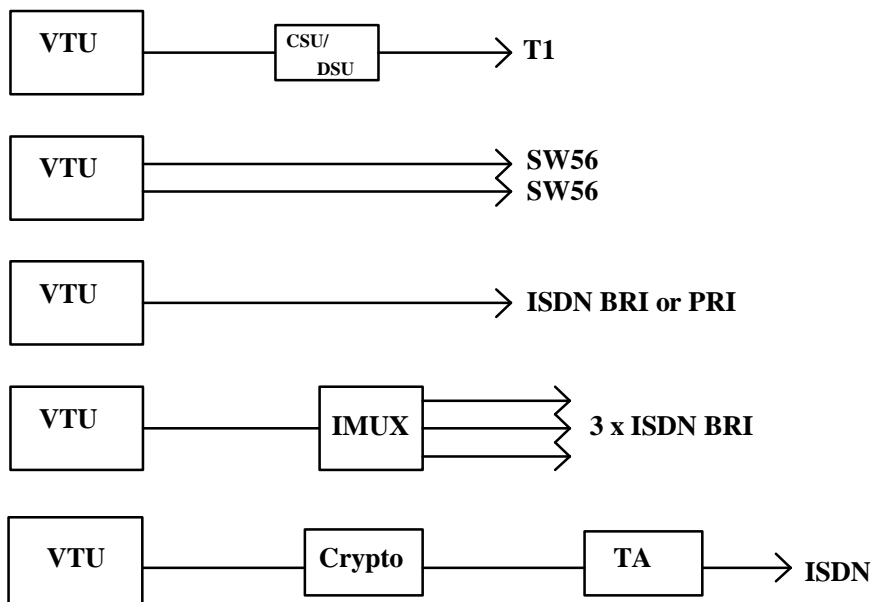 VTU
CSU/
DSU
T1
VTU
SW56
SW56
VTU
ISDN BRI or PRI
VTU
IMUX
3 x ISDN BRI
VTU
Crypto
TA
ISDN